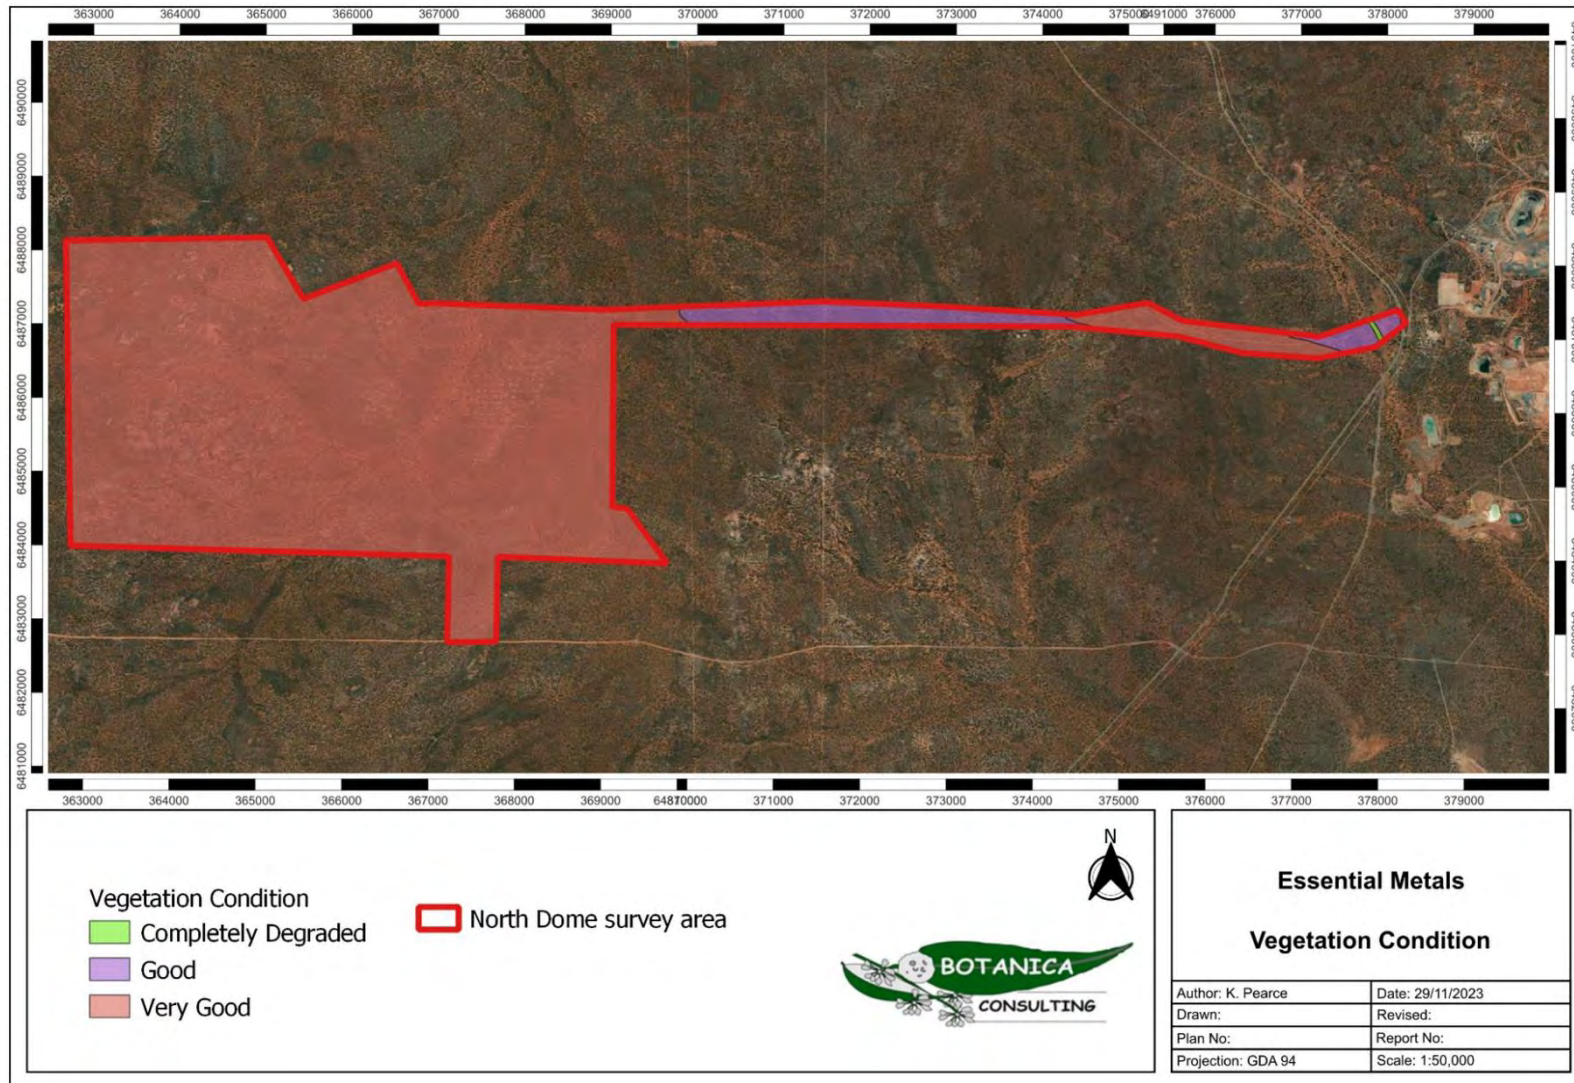 363000 364000 365000 366000 367000 368000 369000 370000 371000 372000 373000 374000 375000 6491000 376000 377000 378000 379000
6490000
6489000
6488000
6487000
6486000
6485000
6484000
6483000
6482000
6481000
363000 364000 365000 366000 367000 368000 369000 371000 372000 373000 374000 375000 376000 377000 378000 379000
Vegetation Condition
Completely Degraded
Good
Very Good
North Dome survey area
N
BOTANICA
CONSULTING
Essential Metals
Vegetation Condition
Author: K. Pearce
Date: 29/11/2023
Drawn:
Revised:
Plan No:
Report No:
Projection: GDA 94
Scale: 1:50,000